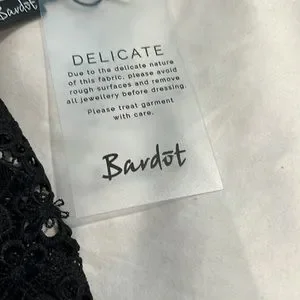 Bardot
DELICATE
Due to the delicate nature
of this fabric, please avoid
rough surfaces and remove
all jewellery before dressing.
Please treat garment
with care.
Bardōt